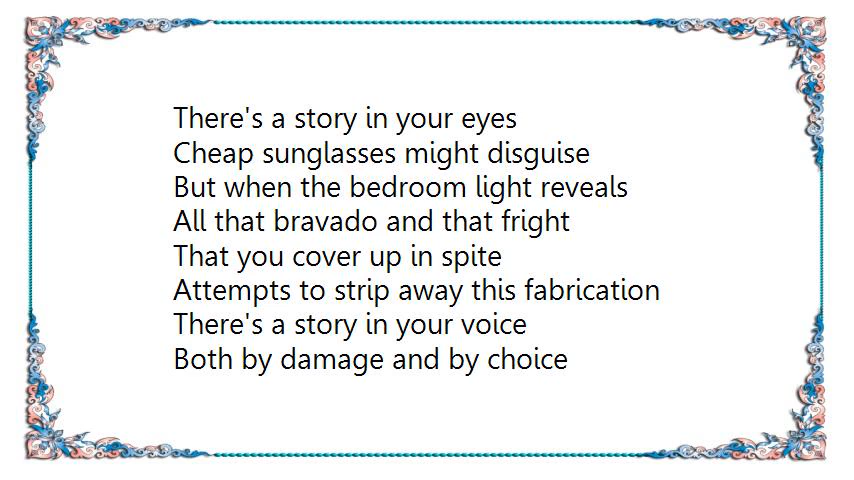 There's a story in your eyes
Cheap sunglasses might disguise
But when the bedroom light reveals
All that bravado and that fright
That you cover up in spite
Attempts to strip away this fabrication
There's a story in your voice
Both by damage and by choice